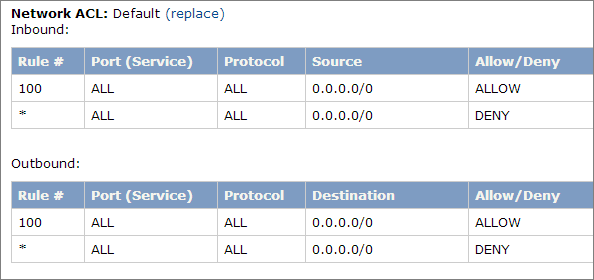 Network ACL: Default (replace)
Inbound:
Rule # Port (Service) Protocol Source Allow/Deny
100 ALL ALL 0.0.0.0/0 ALLOW
* ALL ALL 0.0.0.0/0 DENY
Outbound:
Rule # Port (Service) Protocol Destination Allow/Deny
100 ALL ALL 0.0.0.0/0 ALLOW
* ALL ALL 0.0.0.0/0 DENY